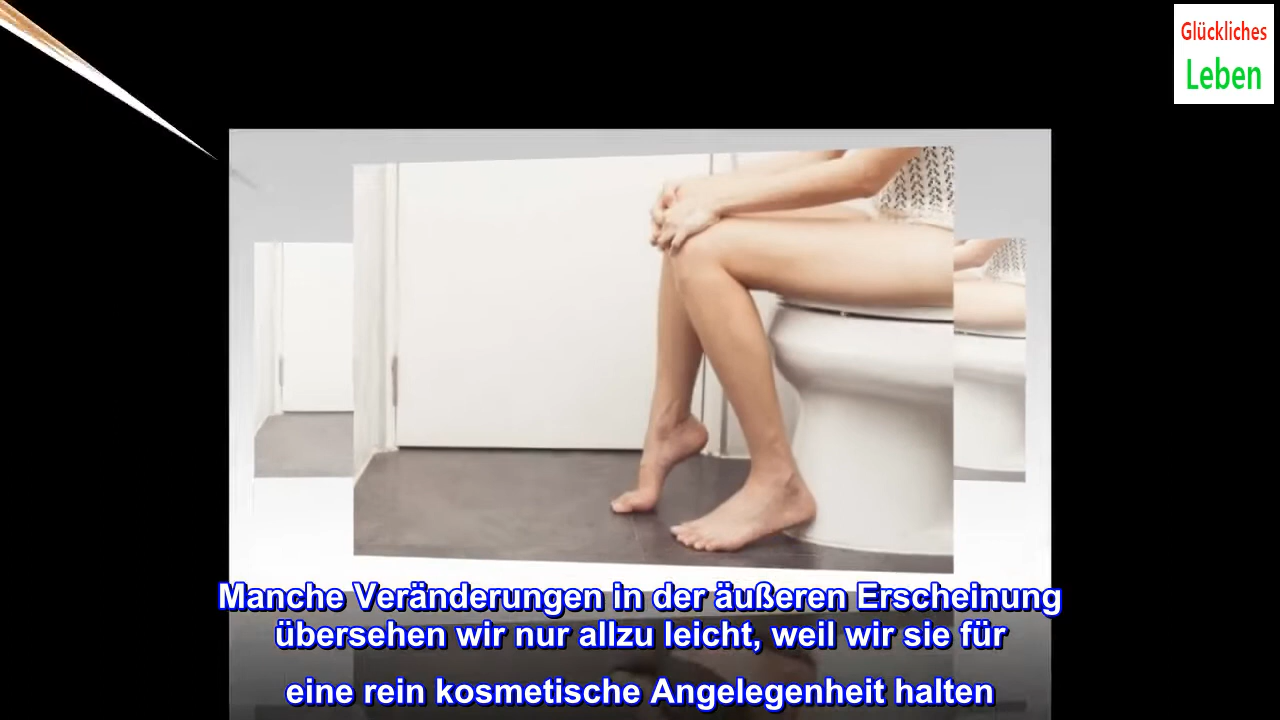 Glückliches
Leben
Manche Veränderungen in der äußeren Erscheinung
übersehen wir nur allzu leicht, weil wir sie für
eine rein kosmetische Angelegenheit halten